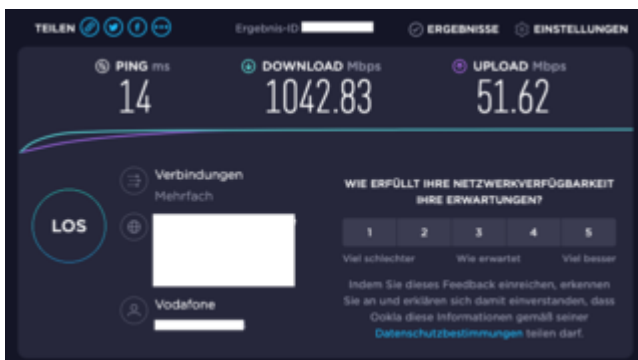 TEILEN
Ergebnis-ID
ERGEBNISSE
EINSTELLUNGEN
PING ms
14
DOWNLOAD Mbps
1042.83
UPLOAD Mbps
51.62
LOS
Verbindungen
Mehrfach
Vodafone
WIE ERFÜLLT IHRE NETZWERKVERFÜGBARKEIT
IHRE ERWARTUNGEN?
1 2 3 4 5
Viel schlechter Wie erwartet Viel besser
Indem Sie dieses Feedback einreichen, erkennen
Sie an und erklären sich damit einverstanden, dass
Ookla diese Informationen gemäß seiner
Datenschutzbestimmungen teilen darf.